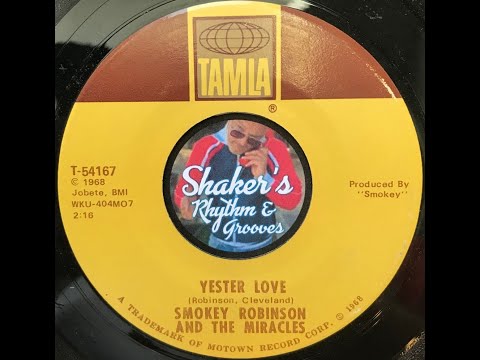 TAMLA
®
T-54167
© 1968
Jobete, BMI
WKU-404MO7
2:16
Produced By
"Smokey"
Shaker's
Rhythm &
Grooves
YESTER LOVE
(Robinson, Cleveland)
SMOKEY ROBINSON
AND THE MIRACLES
A TRADEMARK OF MOTOWN RECORD CORP. ℗ 1968